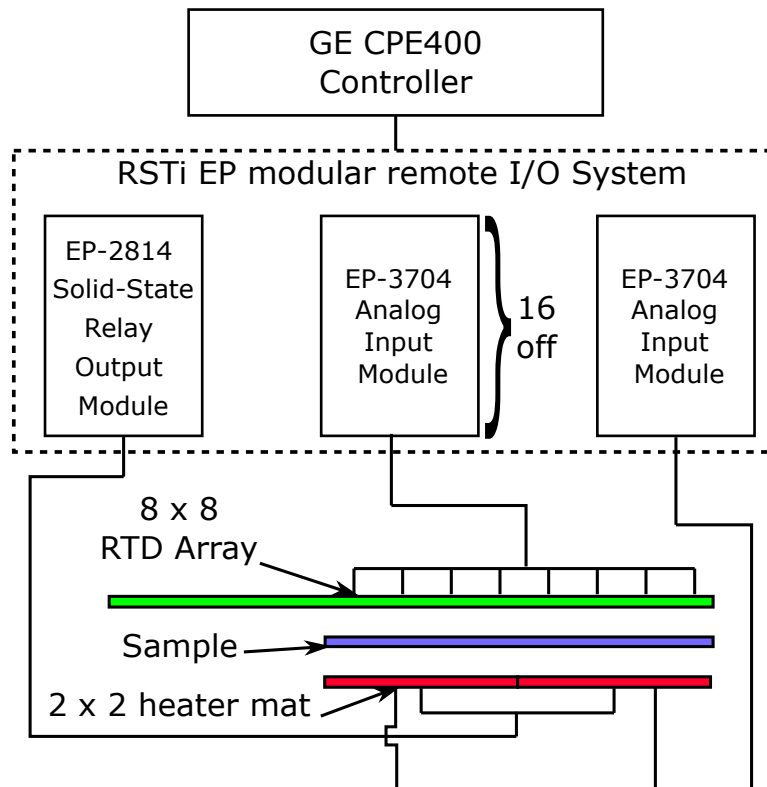 GE CPE400
Controller
RSTi EP modular remote I/O System
EP-2814
Solid-State
Relay
Output
Module
EP-3704
Analog
Input
Module
16
off
EP-3704
Analog
Input
Module
8 x 8
RTD Array
Sample
2 x 2 heater mat